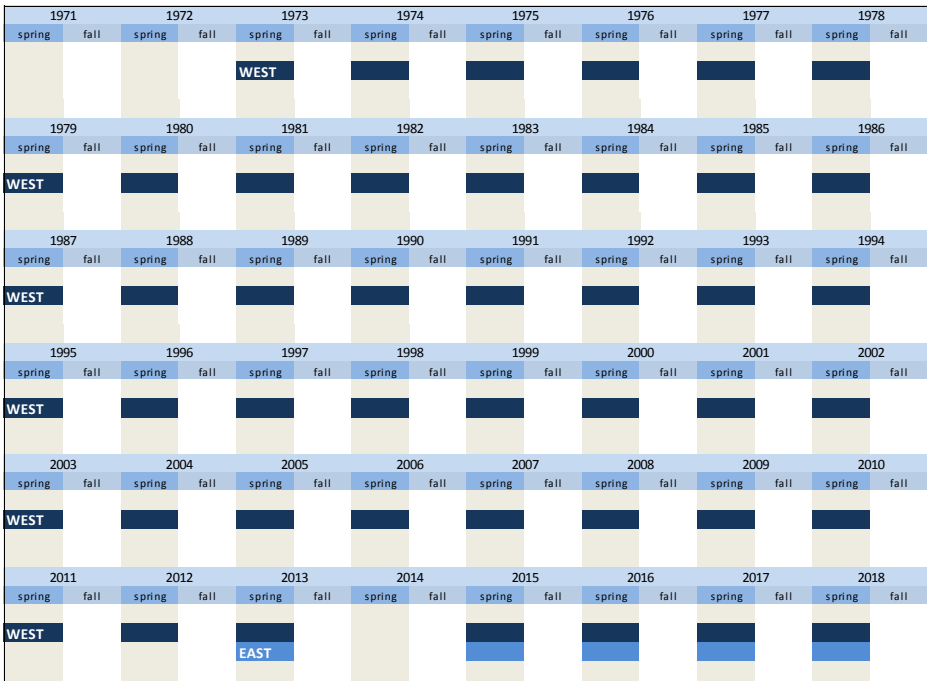 1971 1972 1973 1974 1975 1976 1977 1978
spring fall spring fall spring fall spring fall spring fall spring fall spring fall spring fall
WEST
1979 1980 1981 1982 1983 1984 1985 1986
spring fall spring fall spring fall spring fall spring fall spring fall spring fall spring fall
WEST
1987 1988 1989 1990 1991 1992 1993 1994
spring fall spring fall spring fall spring fall spring fall spring fall spring fall spring fall
WEST
1995 1996 1997 1998 1999 2000 2001 2002
spring fall spring fall spring fall spring fall spring fall spring fall spring fall spring fall
WEST
2003 2004 2005 2006 2007 2008 2009 2010
spring fall spring fall spring fall spring fall spring fall spring fall spring fall spring fall
WEST
2011 2012 2013 2014 2015 2016 2017 2018
spring fall spring fall spring fall spring fall spring fall spring fall spring fall spring fall
WEST
EAST